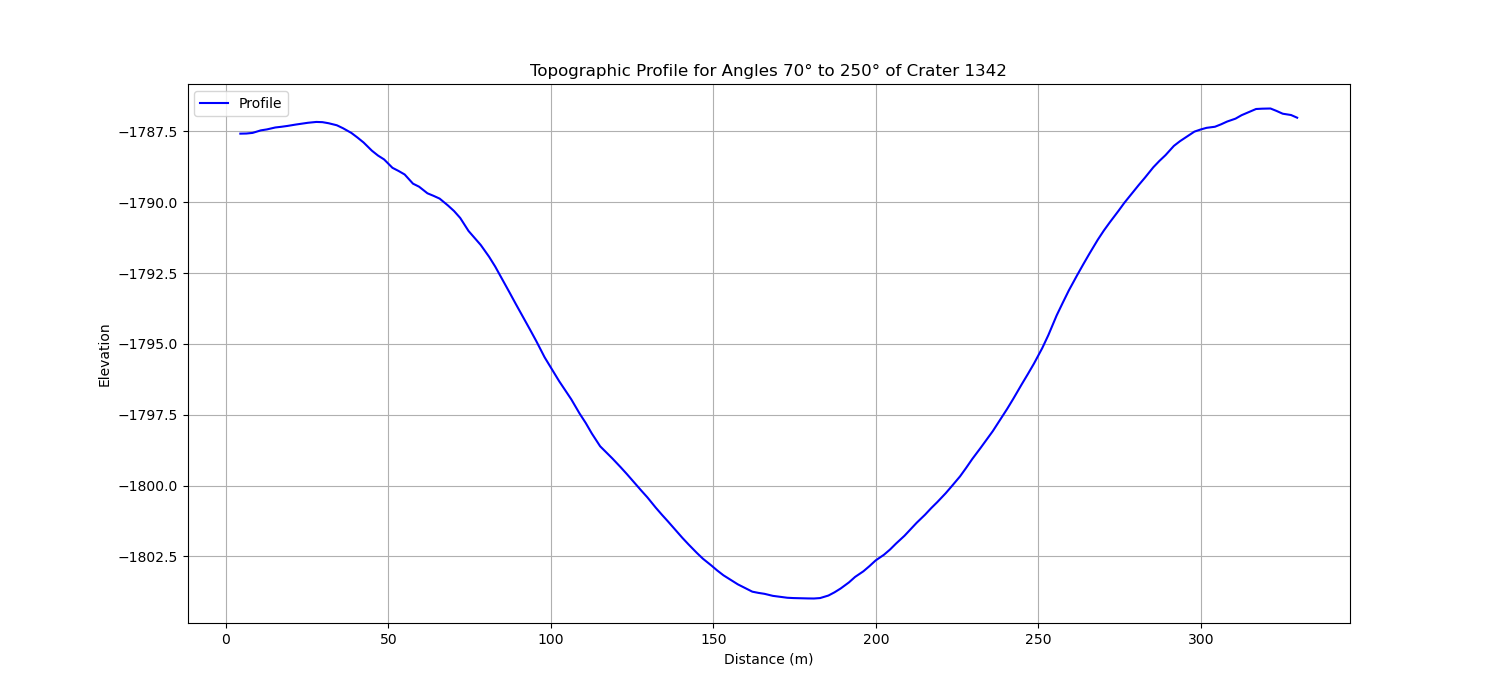 Topographic Profile for Angles 70° to 250° of Crater 1342
Profile
−1787.5
−1790.0
−1792.5
−1795.0
−1797.5
−1800.0
−1802.5
Elevation
0 50 100 150 200 250 300
Distance (m)